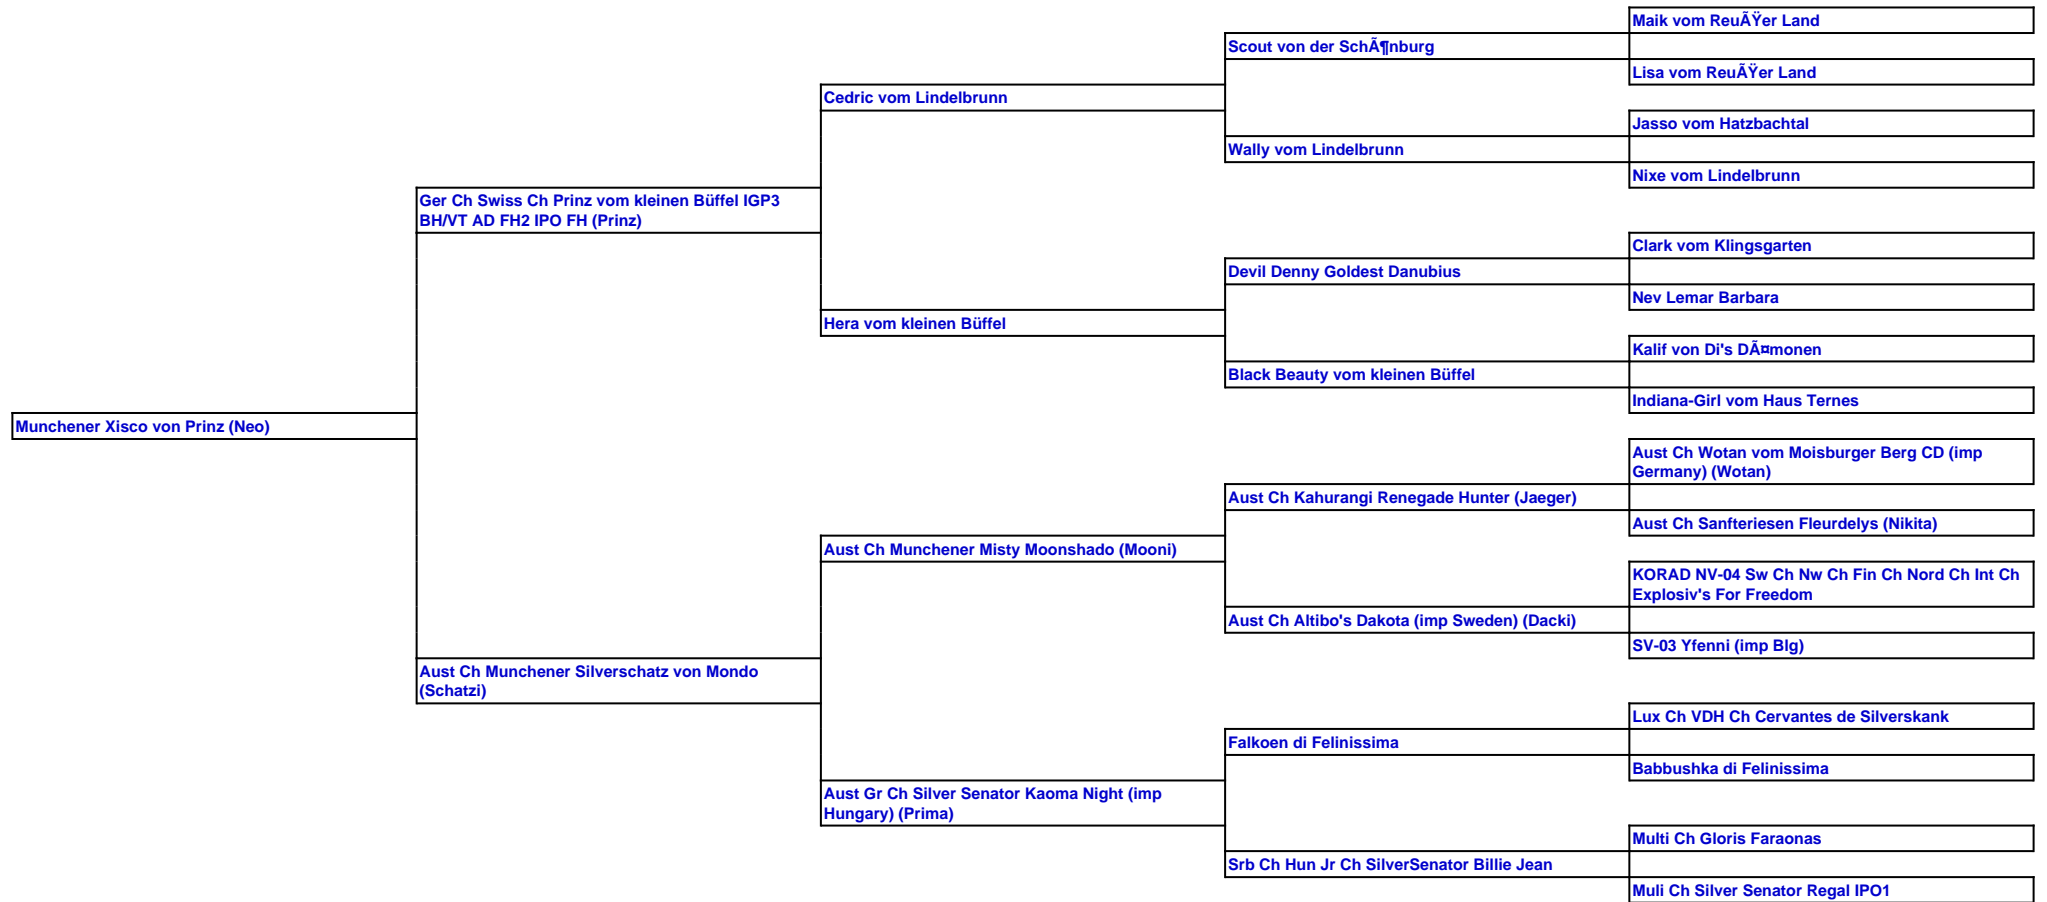 Maik vom ReuÃŸer Land
Scout von der SchÃ¶nburg
Lisa vom ReuÃŸer Land
Cedric vom Lindelbrunn
Jasso vom Hatzbachtal
Wally vom Lindelbrunn
Nixe vom Lindelbrunn
Ger Ch Swiss Ch Prinz vom kleinen Büffel IGP3
BH/VT AD FH2 IPO FH (Prinz)
Clark vom Klingsgarten
Devil Denny Goldest Danubius
Nev Lemar Barbara
Hera vom kleinen Büffel
Kalif von Di's DÃ¤monen
Black Beauty vom kleinen Büffel
Indiana-Girl vom Haus Ternes
Munchener Xisco von Prinz (Neo)
Aust Ch Wotan vom Moisburger Berg CD (imp
Germany) (Wotan)
Aust Ch Kahurangi Renegade Hunter (Jaeger)
Aust Ch Sanfteriesen Fleurdelys (Nikita)
Aust Ch Munchener Misty Moonshado (Mooni)
KORAD NV-04 Sw Ch Nw Ch Fin Ch Nord Ch Int Ch
Explosiv's For Freedom
Aust Ch Altibo's Dakota (imp Sweden) (Dacki)
SV-03 Yfenni (imp Blg)
Aust Ch Munchener Silverschatz von Mondo
(Schatzi)
Lux Ch VDH Ch Cervantes de Silverskank
Falkoen di Felinissima
Babbushka di Felinissima
Aust Gr Ch Silver Senator Kaoma Night (imp
Hungary) (Prima)
Multi Ch Gloris Faraonas
Srb Ch Hun Jr Ch SilverSenator Billie Jean
Muli Ch Silver Senator Regal IPO1